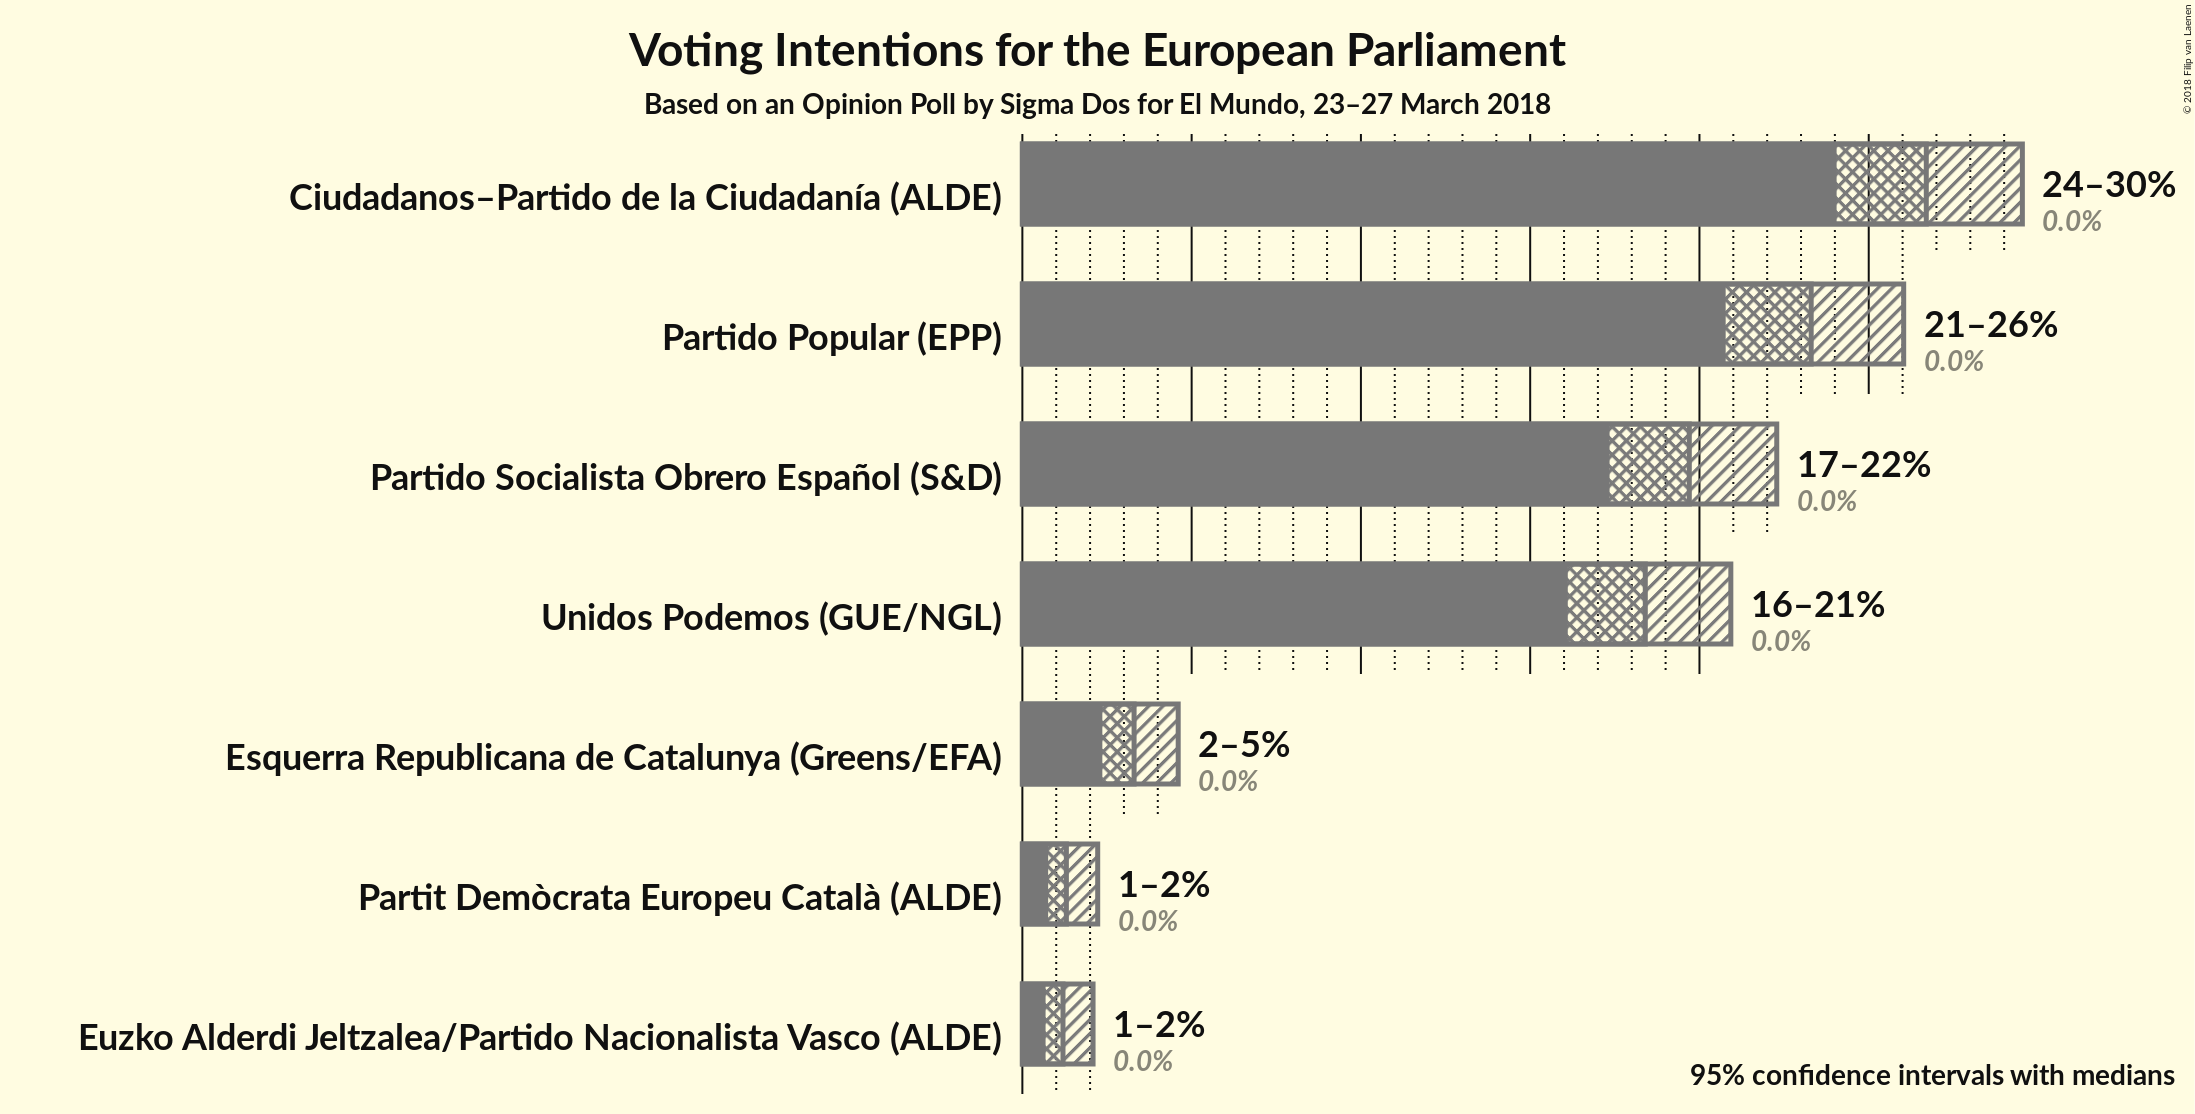 Voting Intentions for the European Parliament
Based on an Opinion Poll by Sigma Dos for El Mundo, 23–27 March 2018
© 2018 Filip van Laenen
Ciudadanos–Partido de la Ciudadanía (ALDE)
24–30%
0.0%
Partido Popular (EPP)
21–26%
0.0%
Partido Socialista Obrero Español (S&D)
17–22%
0.0%
Unidos Podemos (GUE/NGL)
16–21%
0.0%
Esquerra Republicana de Catalunya (Greens/EFA)
2–5%
0.0%
Partit Demòcrata Europeu Català (ALDE)
1–2%
0.0%
Euzko Alderdi Jeltzalea/Partido Nacionalista Vasco (ALDE)
1–2%
0.0%
95% confidence intervals with medians